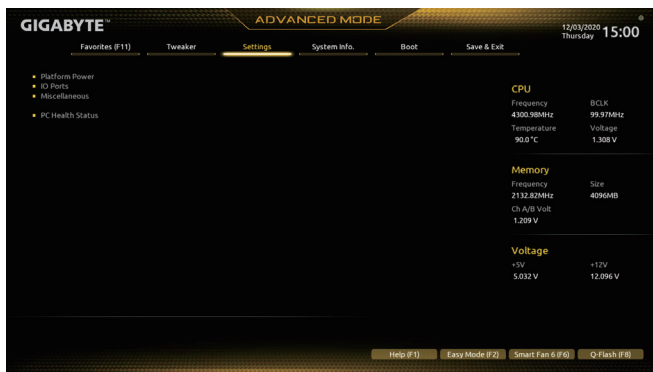 GIGABYTE™
ADVANCED MODE
12/03/2020 Thursday 15:00
Favorites (F11) Tweaker Settings System Info. Boot Save & Exit
Platform Power
IO Ports
Miscellaneous
PC Health Status
CPU
Frequency BCLK
4300.98MHz 99.97MHz
Temperature Voltage
90.0 °C 1.308 V
Memory
Frequency Size
2132.82MHz 4096MB
Ch A/B Volt
1.209 V
Voltage
+5V +12V
5.032 V 12.096 V
Help (F1) Easy Mode (F2) Smart Fan 6 (F6) Q-Flash (F8)